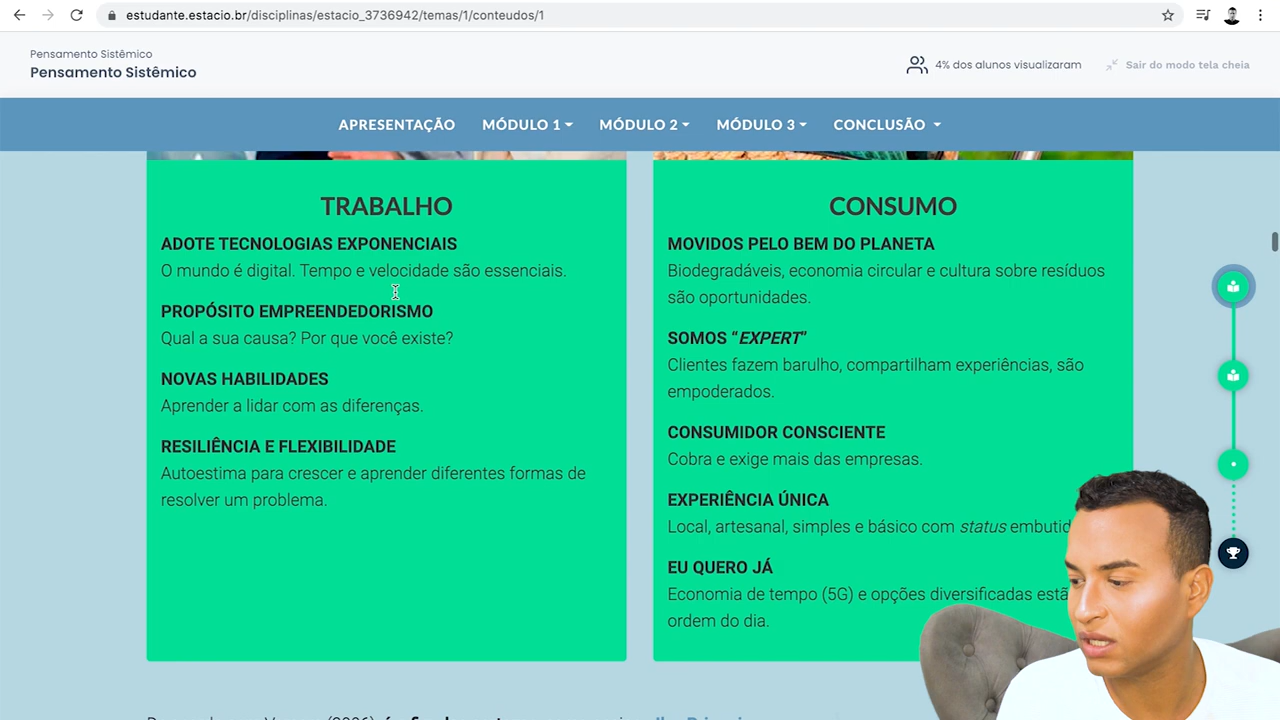 estudante.estacio.br/disciplinas/estacio_3736942/temas/1/conteudos/1
Pensamento Sistêmico
Pensamento Sistêmico
4% dos alunos visualizaram
Sair do modo tela cheia
APRESENTAÇÃO MÓDULO 1 MÓDULO 2 MÓDULO 3 CONCLUSÃO
TRABALHO
ADOTE TECNOLOGIAS EXPONENCIAIS
O mundo é digital. Tempo e velocidade são essenciais.
PROPÓSITO EMPREENDEDORISMO
Qual a sua causa? Por que você existe?
NOVAS HABILIDADES
Aprender a lidar com as diferenças.
RESILIÊNCIA E FLEXIBILIDADE
Autoestima para crescer e aprender diferentes formas de
resolver um problema.
CONSUMO
MOVIDOS PELO BEM DO PLANETA
Biodegradáveis, economia circular e cultura sobre resíduos
são oportunidades.
SOMOS “EXPERT”
Clientes fazem barulho, compartilham experiências, são
empoderados.
CONSUMIDOR CONSCIENTE
Cobra e exige mais das empresas.
EXPERIÊNCIA ÚNICA
Local, artesanal, simples e básico com status
EU QUERO JÁ
Economia de tempo (5G) e opções diversificadas
ordem do dia.